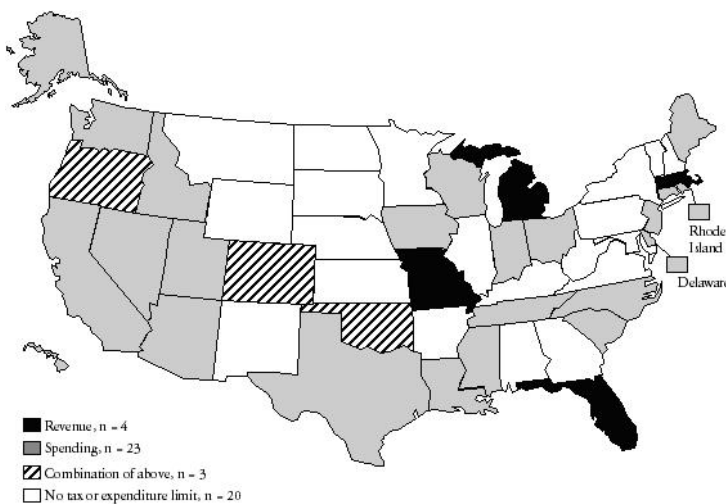 Rhode
Island
Delaware
Revenue, n = 4
Spending, n = 23
Combination of above, n = 3
No tax or expenditure limit, n = 20